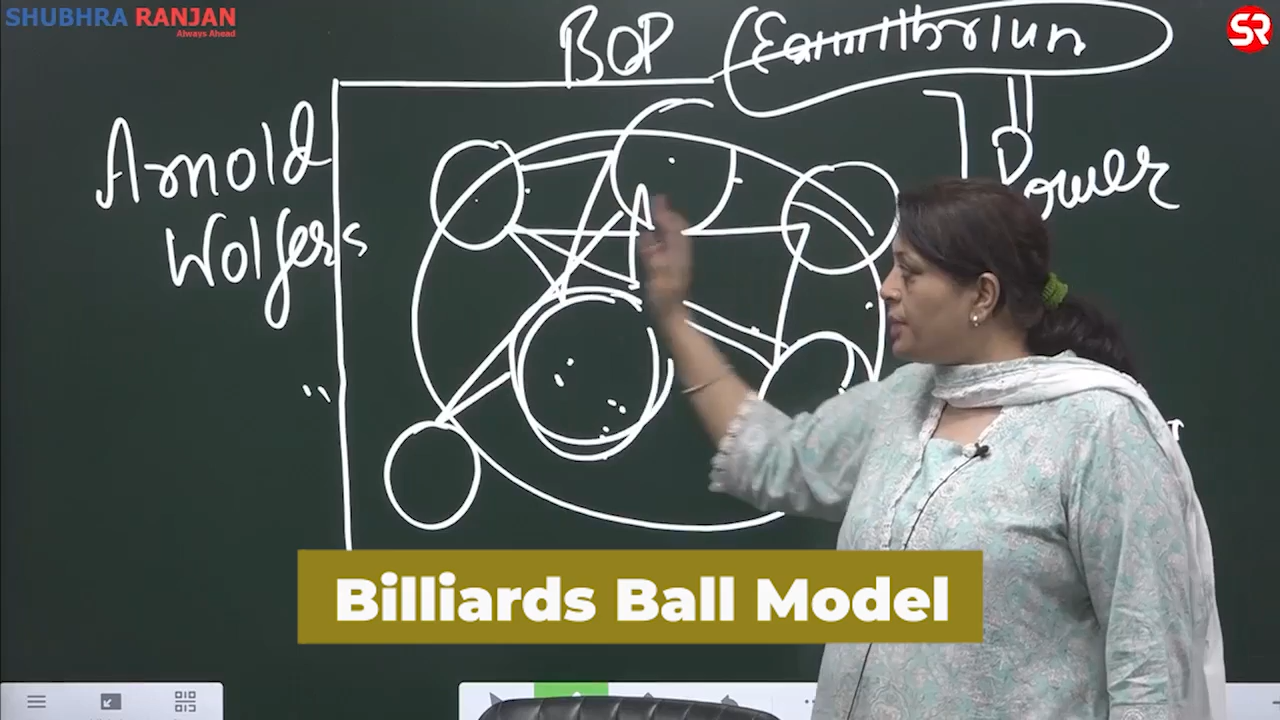 SHUBHRA RANJAN
Always Ahead
SR
BOP (Equilibrium
Power
Arnold
Wolfers
Billiards Ball Model